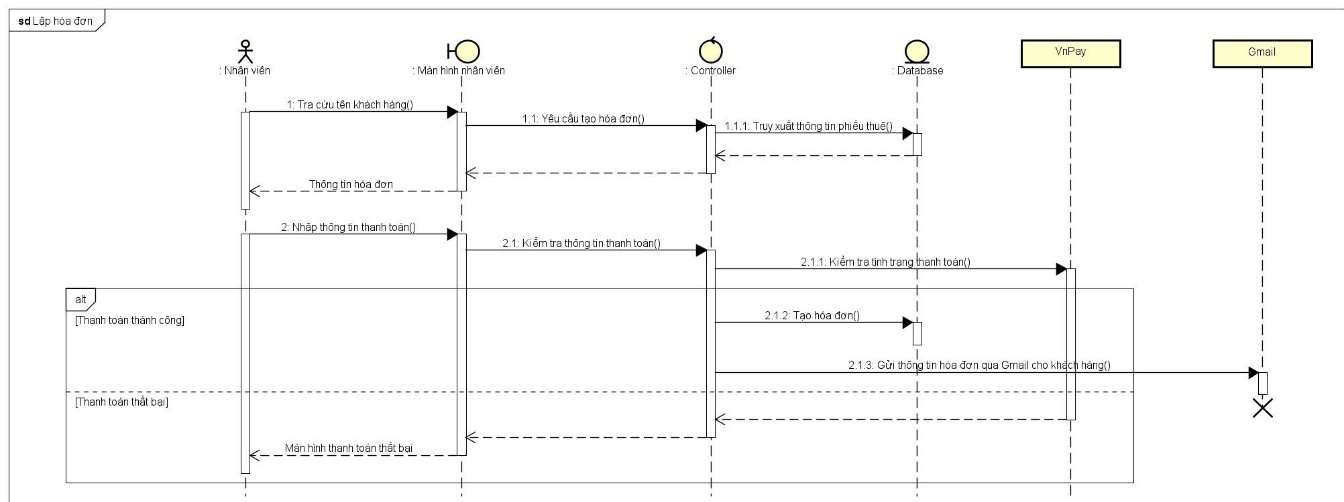 sd Lập hóa đơn
: Nhân viên
: Màn hình nhân viên
: Controller
: Database
VnPay
Gmail
1: Tra cứu tên khách hàng()
1.1: Yêu cầu tạo hóa đơn()
1.1.1: Truy xuất thông tin phiếu thuê()
Thông tin hóa đơn
2: Nhập thông tin thanh toán()
2.1: Kiểm tra thông tin thanh toán()
2.1.1: Kiểm tra tình trạng thanh toán()
alt
[Thanh toán thành công]
2.1.2: Tạo hóa đơn()
2.1.3: Gửi thông tin hóa đơn qua Gmail cho khách hàng()
[Thanh toán thất bại]
Màn hình thanh toán thất bại